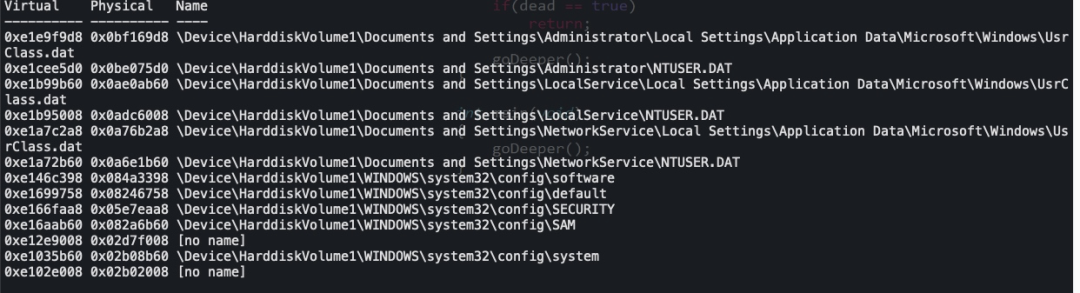 Virtual    Physical   Name
if(dead == true)
---------- ---------- ----
return;
0xe1e9f9d8 0x0bf169d8 \Device\HarddiskVolume1\Documents and Settings\Administrator\Local Settings\Application Data\Microsoft\Windows\Usr
Class.dat
goDeeper();
0xe1cee5d0 0x0be075d0 \Device\HarddiskVolume1\Documents and Settings\Administrator\NTUSER.DAT
0xe1b99b60 0x0ae0ab60 \Device\HarddiskVolume1\Documents and Settings\LocalService\Local Settings\Application Data\Microsoft\Windows\UsrC
lass.dat
0xe1b95008 0x0adc6008 \Device\HarddiskVolume1\Documents and Settings\LocalService\NTUSER.DAT
0xe1a7c2a8 0x0a76b2a8 \Device\HarddiskVolume1\Documents and Settings\NetworkService\Local Settings\Application Data\Microsoft\Windows\Us
rClass.dat
goDeeper();
0xe1a72b60 0x0a6e1b60 \Device\HarddiskVolume1\Documents and Settings\NetworkService\NTUSER.DAT
0xe146c398 0x084a3398 \Device\HarddiskVolume1\WINDOWS\system32\config\software
0xe1699758 0x08246758 \Device\HarddiskVolume1\WINDOWS\system32\config\default
0xe166faa8 0x05e7eaa8 \Device\HarddiskVolume1\WINDOWS\system32\config\SECURITY
0xe16aab60 0x082a6b60 \Device\HarddiskVolume1\WINDOWS\system32\config\SAM
0xe12e9008 0x02d7f008 [no name]
0xe1035b60 0x02b08b60 \Device\HarddiskVolume1\WINDOWS\system32\config\system
0xe102e008 0x02b02008 [no name]